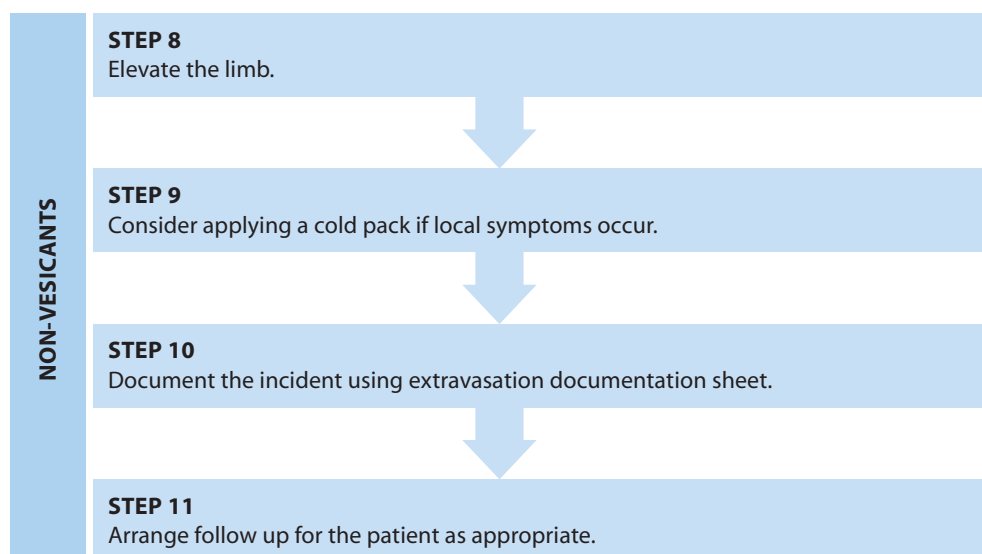 NON-VESICANTS
STEP 8
Elevate the limb.
STEP 9
Consider applying a cold pack if local symptoms occur.
STEP 10
Document the incident using extravasation documentation sheet.
STEP 11
Arrange follow up for the patient as appropriate.